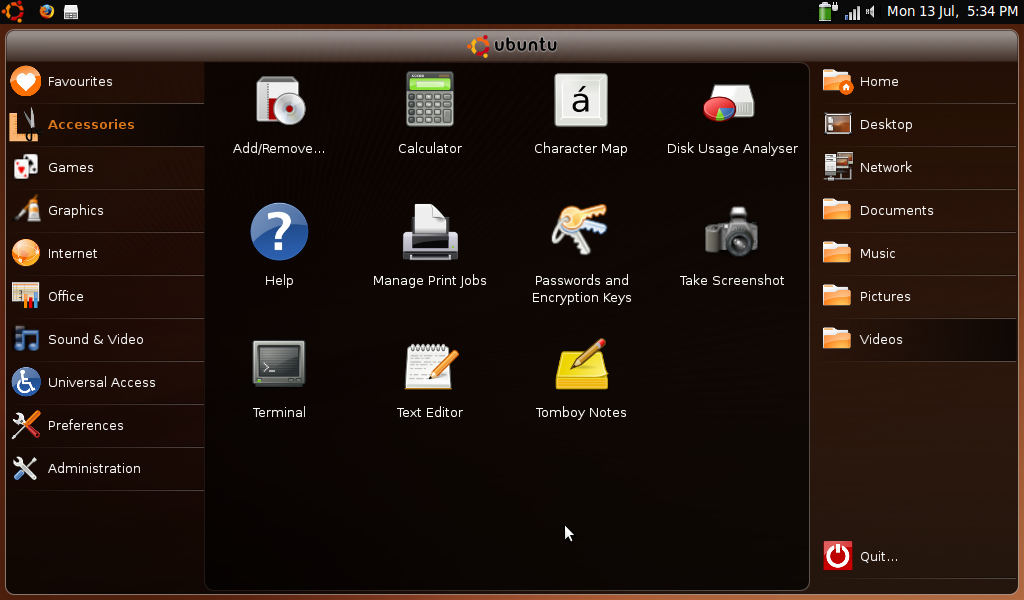 Mon 13 Jul, 5:34 PM
ubuntu
Favourites
Accessories
Games
Graphics
Internet
Office
Sound & Video
Universal Access
Preferences
Administration
Add/Remove...
Calculator
á
Character Map
Disk Usage Analyser
?
Help
Manage Print Jobs
Passwords and
Encryption Keys
Take Screenshot
>_
Terminal
Text Editor
Tomboy Notes
Home
Desktop
Network
Documents
Music
Pictures
Videos
Quit...